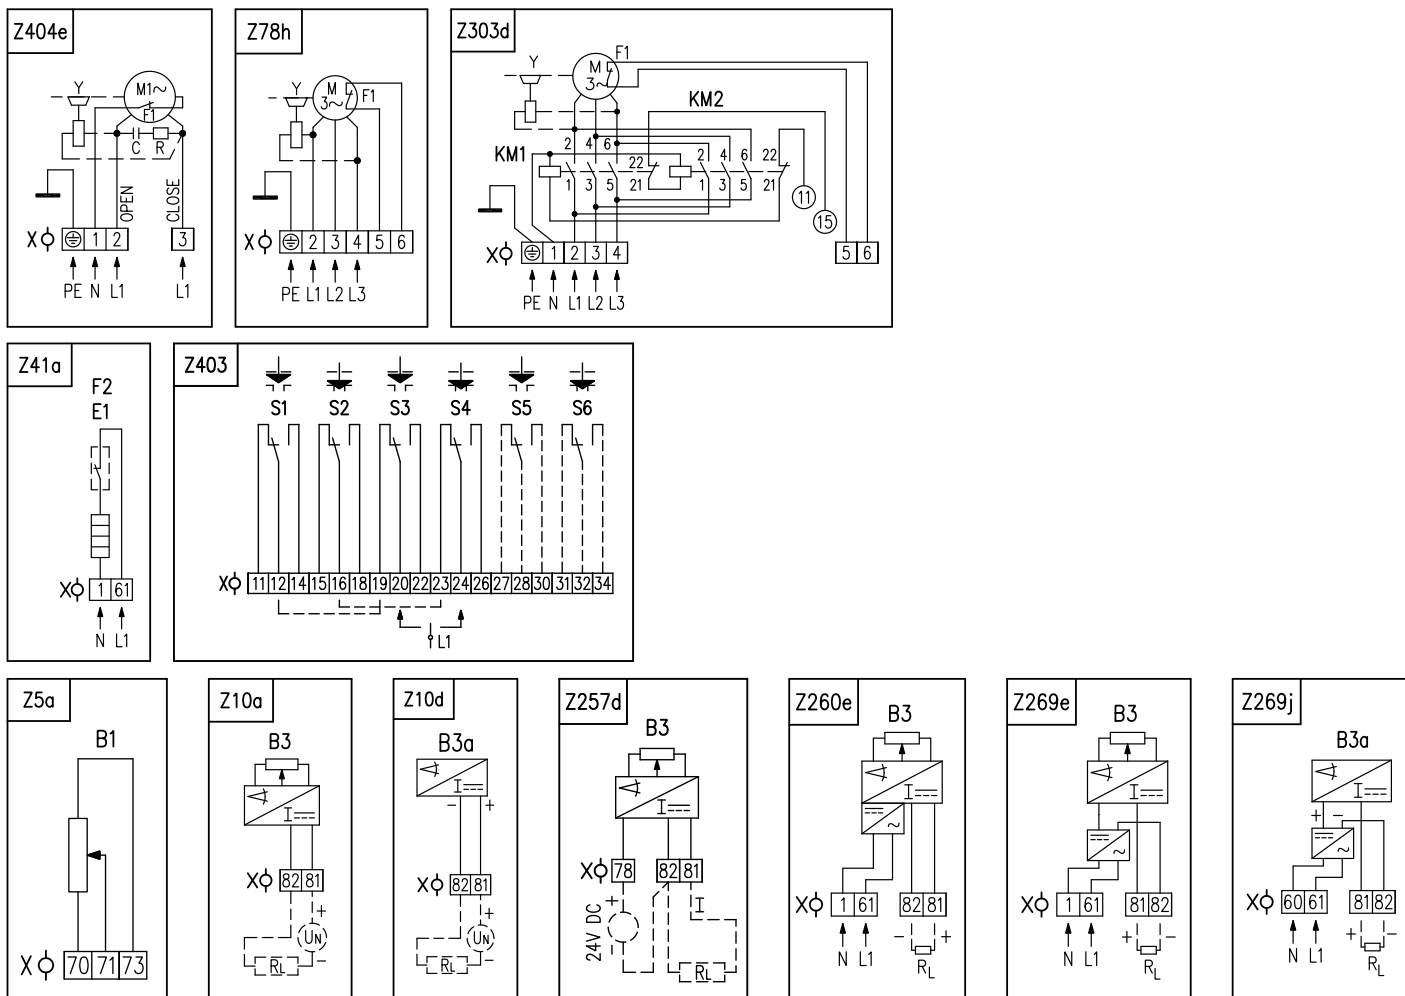 Z404e
Y
M1~
F1
C R
OPEN
CLOSE
X 1 2 3
PE N L1 L1
Z78h
Y
M
3~
F1
X 2 3 4 5 6
PE L1 L2 L3
Z303d
Y
M
3~
F1
KM2
2 4 6
KM1
22
2 4 6 22
1 3 5 21 1 3 5 21
11
15
X 1 2 3 4 5 6
PE N L1 L2 L3
Z41a
F2
E1
X 1 61
N L1
Z403
S1 S2 S3 S4 S5 S6
X 11 12 14 15 16 18 19 20 22 23 24 26 27 28 30 31 32 34
L1
Z5a
B1
X 70 71 73
Z10a
B3
I
X 82 81
+
UN
-
RL
Z10d
B3a
I
- +
X 82 81
+
UN
-
RL
Z257d
B3
I
X 78 82 81
+
24V DC
-
I
RL
Z260e
B3
I
~
X 1 61 82 81
- +
N L1 RL
Z269e
B3
I
~
X 1 61 81 82
+ -
N L1 RL
Z269j
B3a
I
+ -
~
X 60 61 81 82
+ -
N L1 RL